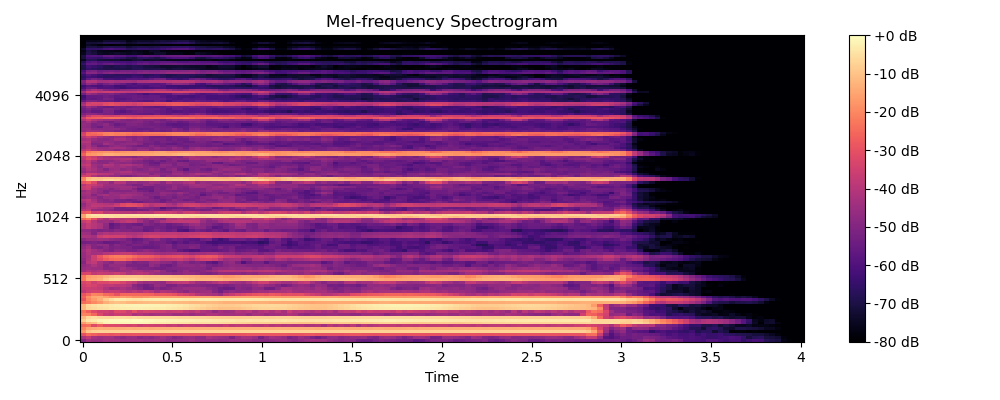 Mel-frequency Spectrogram
+0 dB
-10 dB
-20 dB
-30 dB
-40 dB
-50 dB
-60 dB
-70 dB
-80 dB
Hz
4096
2048
1024
512
0
0 0.5 1 1.5 2 2.5 3 3.5 4
Time